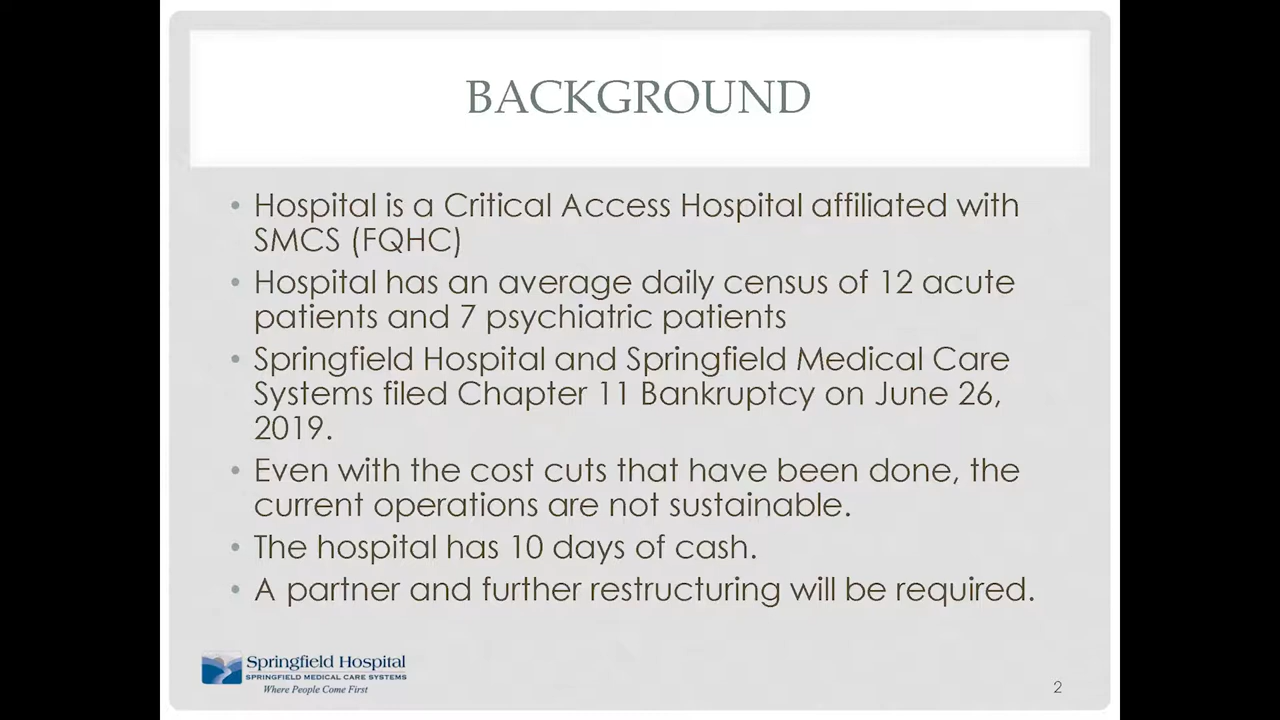 BACKGROUND
• Hospital is a Critical Access Hospital affiliated with
SMCS (FQHC)
• Hospital has an average daily census of 12 acute
patients and 7 psychiatric patients
• Springfield Hospital and Springfield Medical Care
Systems filed Chapter 11 Bankruptcy on June 26,
2019.
• Even with the cost cuts that have been done, the
current operations are not sustainable.
• The hospital has 10 days of cash.
• A partner and further restructuring will be required.
Springfield Hospital
SPRINGFIELD MEDICAL CARE SYSTEMS
Where People Come First
2